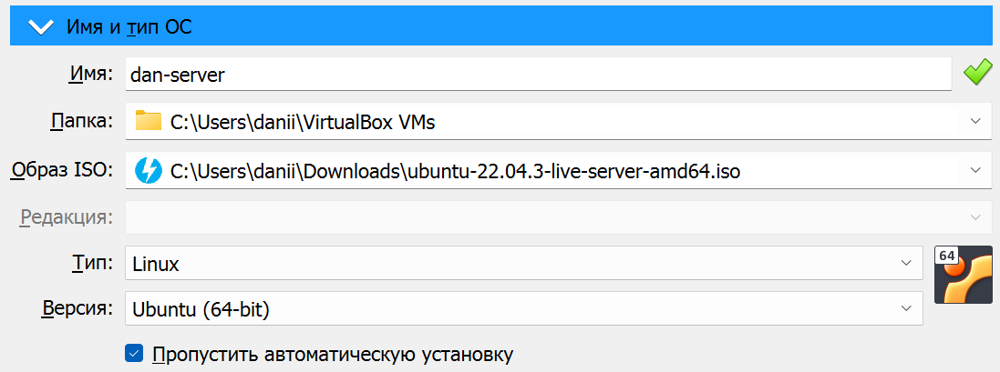 Имя и тип ОС
Имя: dan-server
Папка: C:\Users\danii\VirtualBox VMs
Образ ISO: C:\Users\danii\Downloads\ubuntu-22.04.3-live-server-amd64.iso
Редакция:
Тип: Linux
64
Версия: Ubuntu (64-bit)
Пропустить автоматическую установку